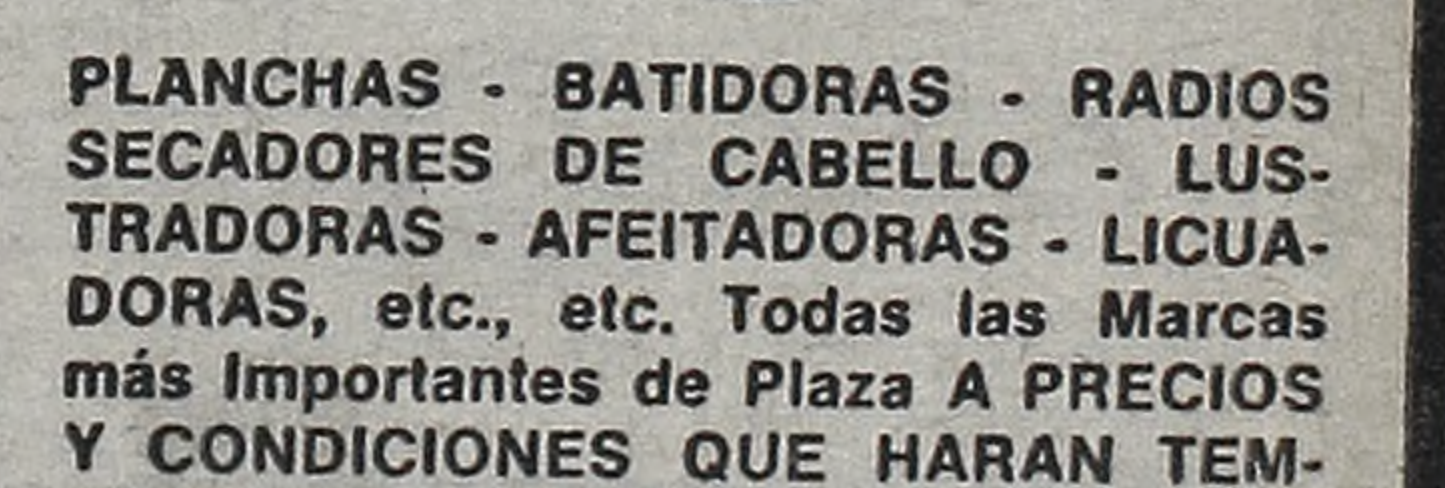 PLANCHAS - BATIDORAS - RADIOS
SECADORES DE CABELLO - LUS-
TRADORAS - AFEITADORAS - LICUA-
DORAS, etc., etc. Todas las Marcas
más Importantes de Plaza A PRECIOS
Y CONDICIONES QUE HARAN TEM-